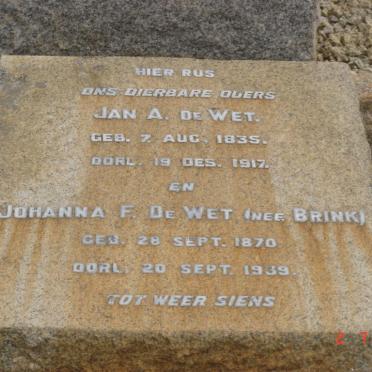 HIER RUS
ONS DIERBARE OUERS
JAN A. DE WET.
GEB. 7 AUG. 1835.
OORL. 19 DES. 1917.
EN
JOHANNA F. DE WET (NEE BRINK)
GEB. 28 SEPT. 1870.
OORL. 20 SEPT. 1939.
TOT WEER SIENS